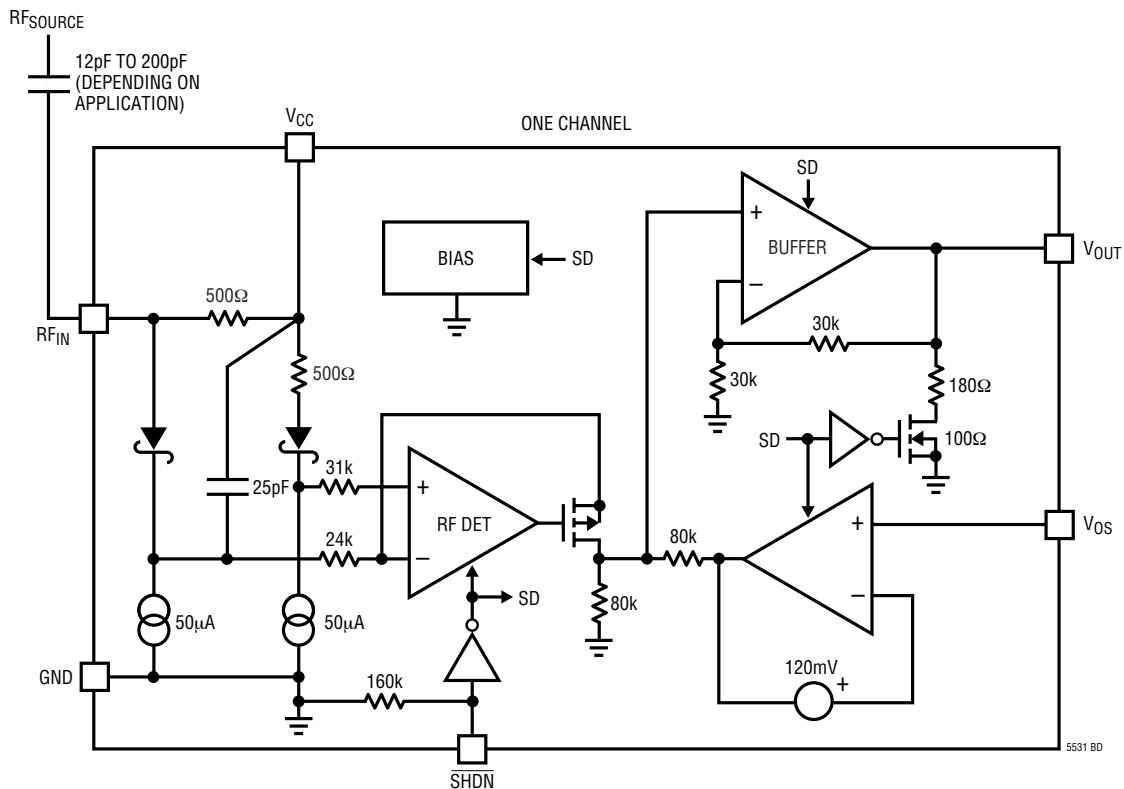 RFSOURCE
12pF TO 200pF
(DEPENDING ON
APPLICATION)
VCC
ONE CHANNEL
SD
+
BUFFER
−
VOUT
BIAS
SD
500Ω
RFIN
500Ω
30k
30k
180Ω
SD
100Ω
31k
25pF
+
RF DET
−
24k
80k
+
VOS
−
80k
SD
50µA
50µA
GND
160k
120mV
+
SHDN
5531 BD